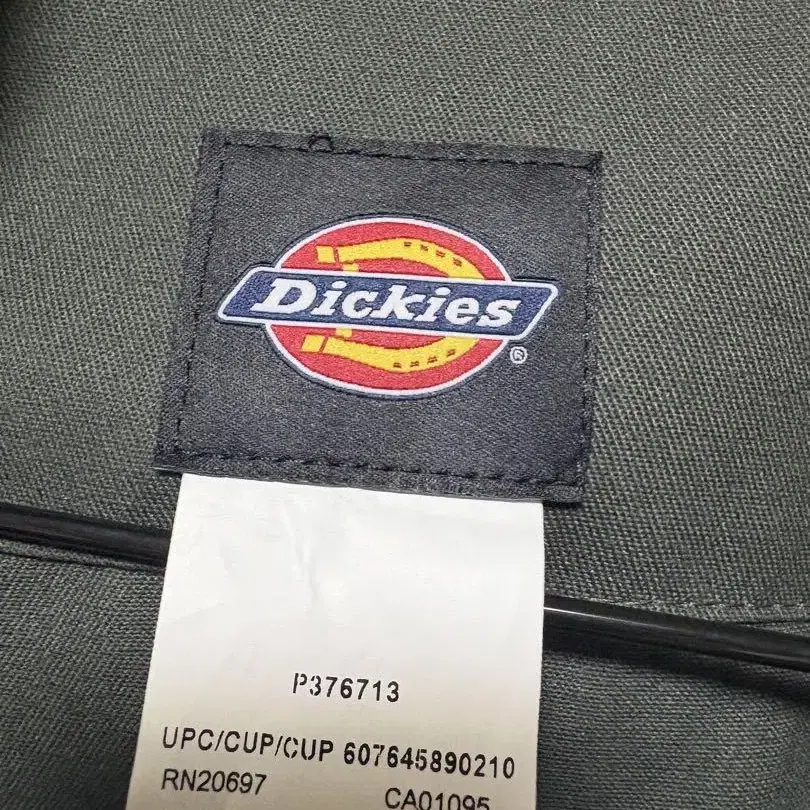 Dickies
®
P376713
UPC/CUP/CUP 607645890210
RN20697
CA01095